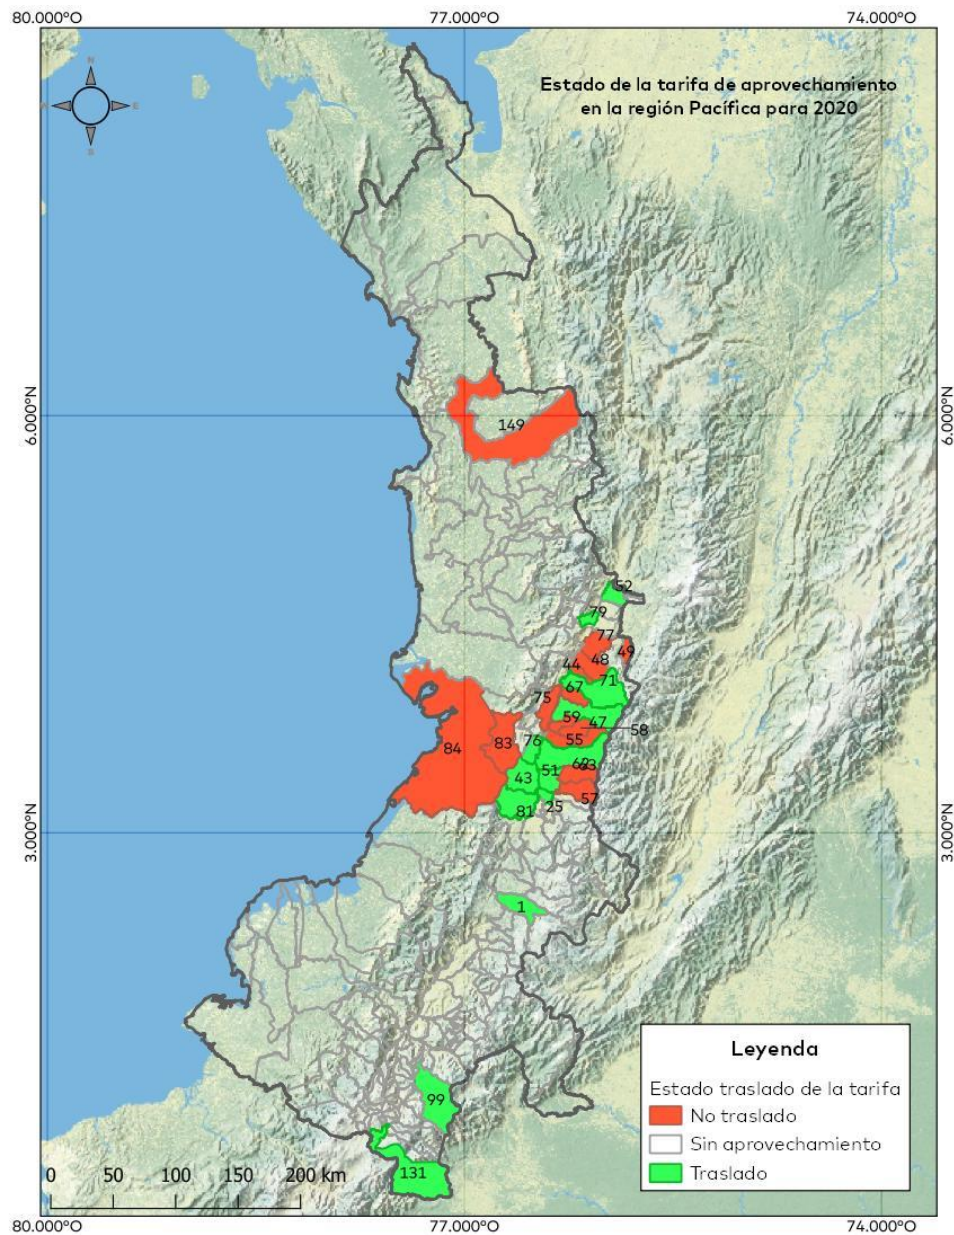 80.000°O 77.000°O 74.000°O
N
E
S
Estado de la tarifa de aprovechamiento
en la región Pacífica para 2020
6.000°N 6.000°N
149
52
79
77
49
48
44
71
67
75
59
47
58
55
76
83
84
62
51
43
57
25
81
3.000°N 3.000°N
1
Leyenda
Estado traslado de la tarifa
No traslado
Sin aprovechamiento
Traslado
99
131
0 50 100 150 200 km
80.000°O 77.000°O 74.000°O